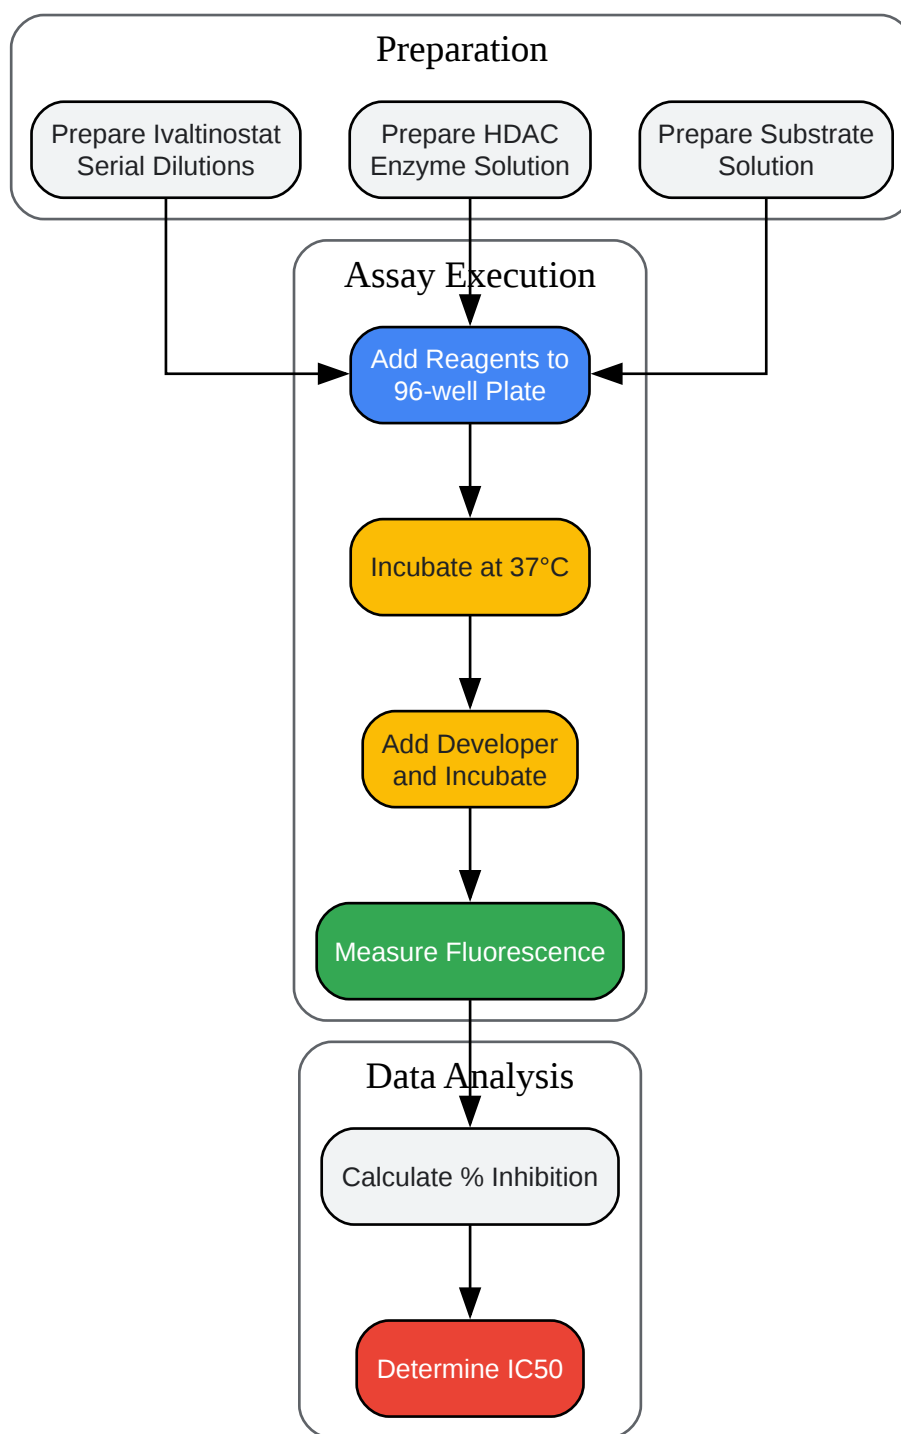 Preparation
Prepare Ivaltinostat
Serial Dilutions
Prepare HDAC
Enzyme Solution
Prepare Substrate
Solution
Assay Execution
Add Reagents to
96-well Plate
Incubate at 37°C
Add Developer
and Incubate
Measure Fluorescence
Data Analysis
Calculate % Inhibition
Determine IC50